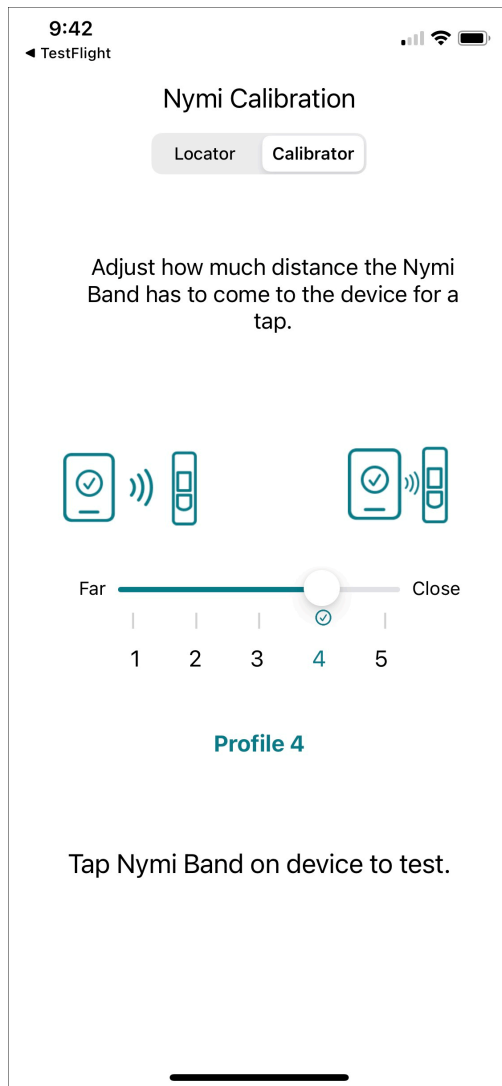 9:42
◀ TestFlight
Nymi Calibration
Locator Calibrator
Adjust how much distance the Nymi
Band has to come to the device for a
tap.
Far Close
1 2 3 4 5
Profile 4
Tap Nymi Band on device to test.